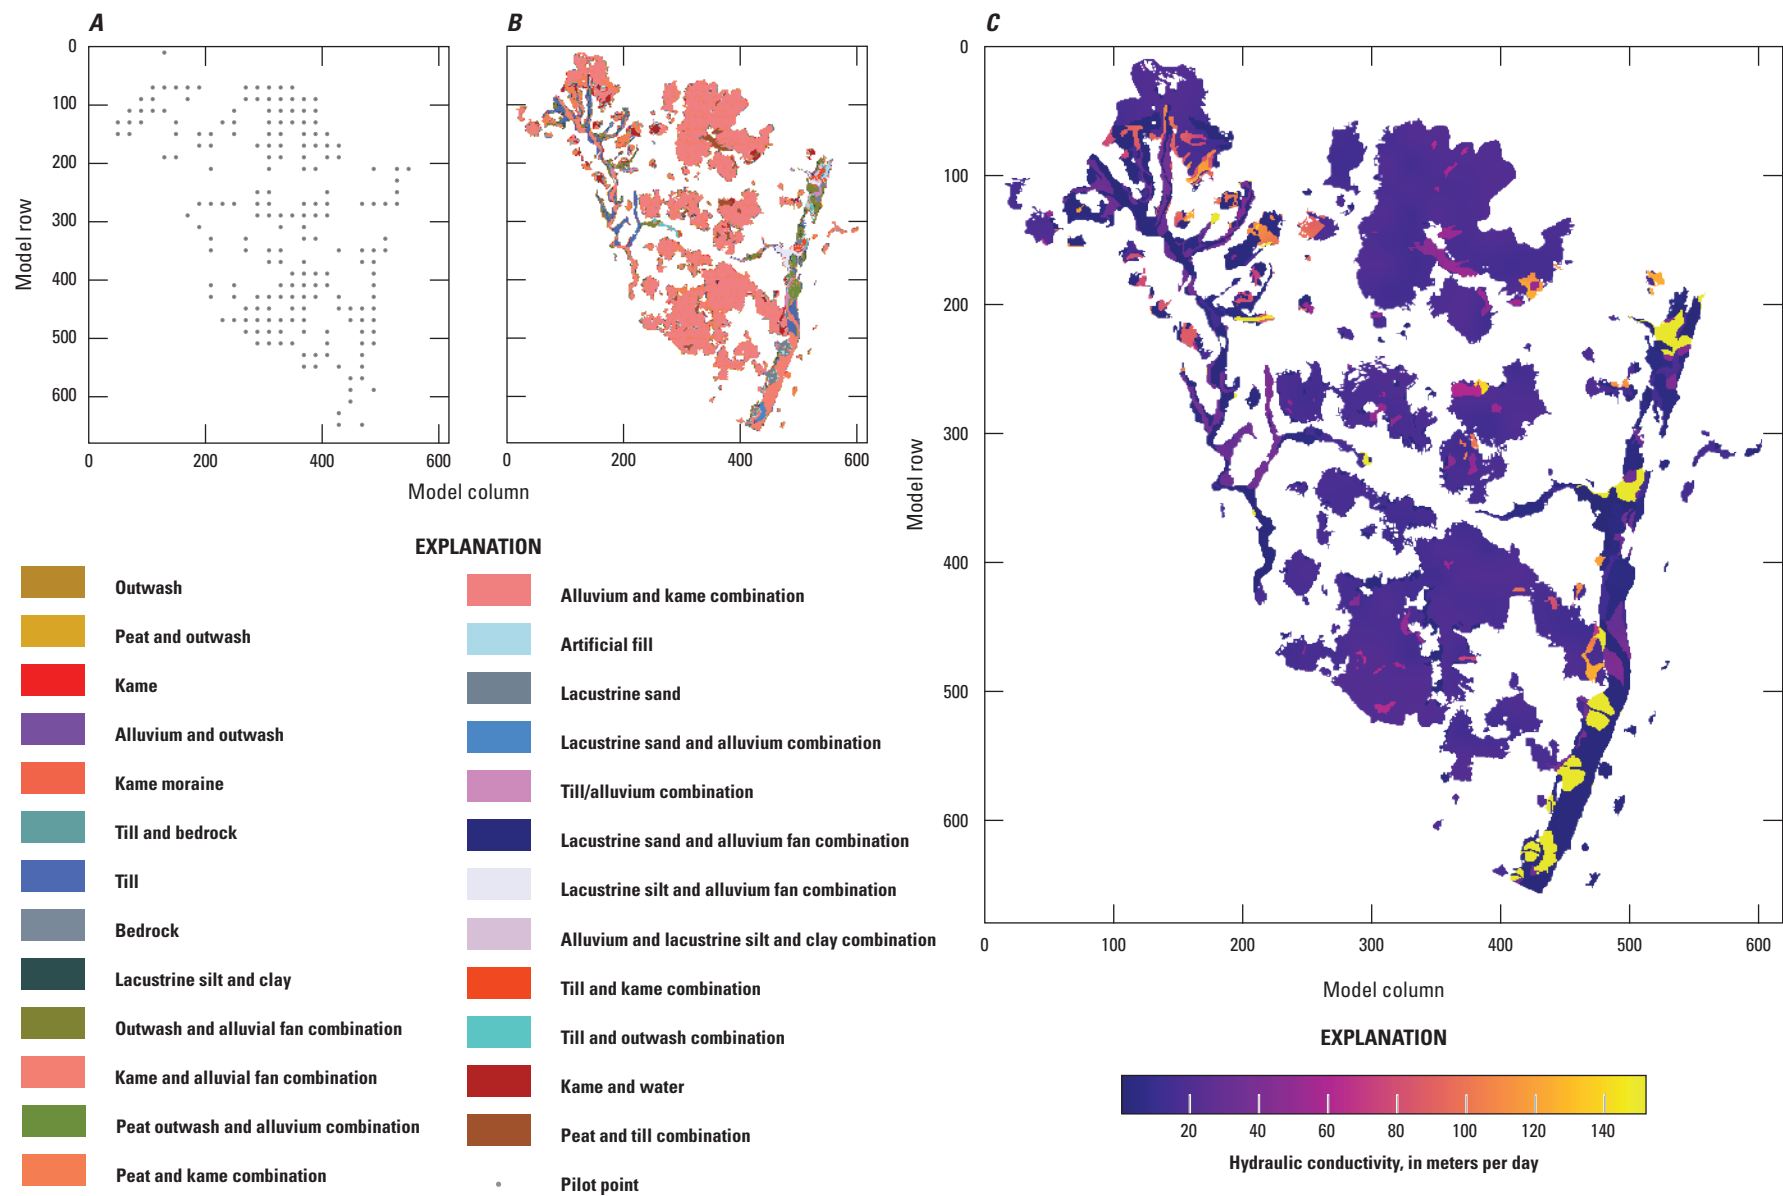 A
B
C
0
100
200
300
400
500
600
Model row
0
200
400
600
0
200
400
600
Model column
0
100
200
300
400
500
600
Model row
0
100
200
300
400
500
600
Model column
EXPLANATION
Outwash
Peat and outwash
Kame
Alluvium and outwash
Kame moraine
Till and bedrock
Till
Bedrock
Lacustrine silt and clay
Outwash and alluvial fan combination
Kame and alluvial fan combination
Peat outwash and alluvium combination
Peat and kame combination
Alluvium and kame combination
Artificial fill
Lacustrine sand
Lacustrine sand and alluvium combination
Till/alluvium combination
Lacustrine sand and alluvium fan combination
Lacustrine silt and alluvium fan combination
Alluvium and lacustrine silt and clay combination
Till and kame combination
Till and outwash combination
Kame and water
Peat and till combination
Pilot point
EXPLANATION
20
40
60
80
100
120
140
Hydraulic conductivity, in meters per day